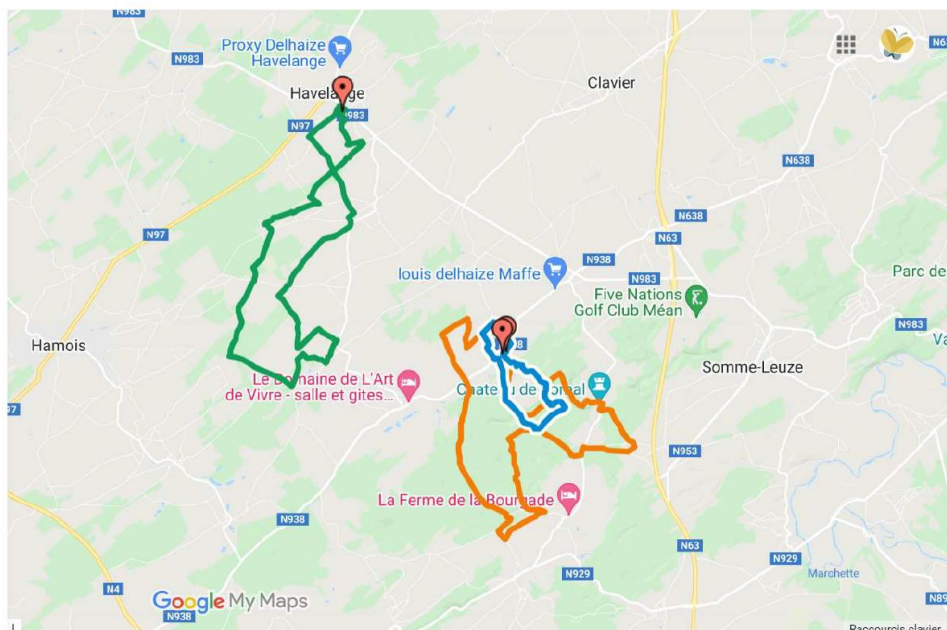 N983
Proxy Delhaize
Havelange
Clavier
N63
Havelange
N983
N97
N638
N638
N97
N63
N938
N983
louis delhaize Maffe
Parc de
Five Nations
Golf Club Méan
N983
Hamois
Somme-Leuze
Le Domaine de L'Art
de Vivre - salle et gites...
N953
La Ferme de la Bourgade
N938
N63
N929
N929
Marchette
N4
Google My Maps
N938
Raccourcis clavier